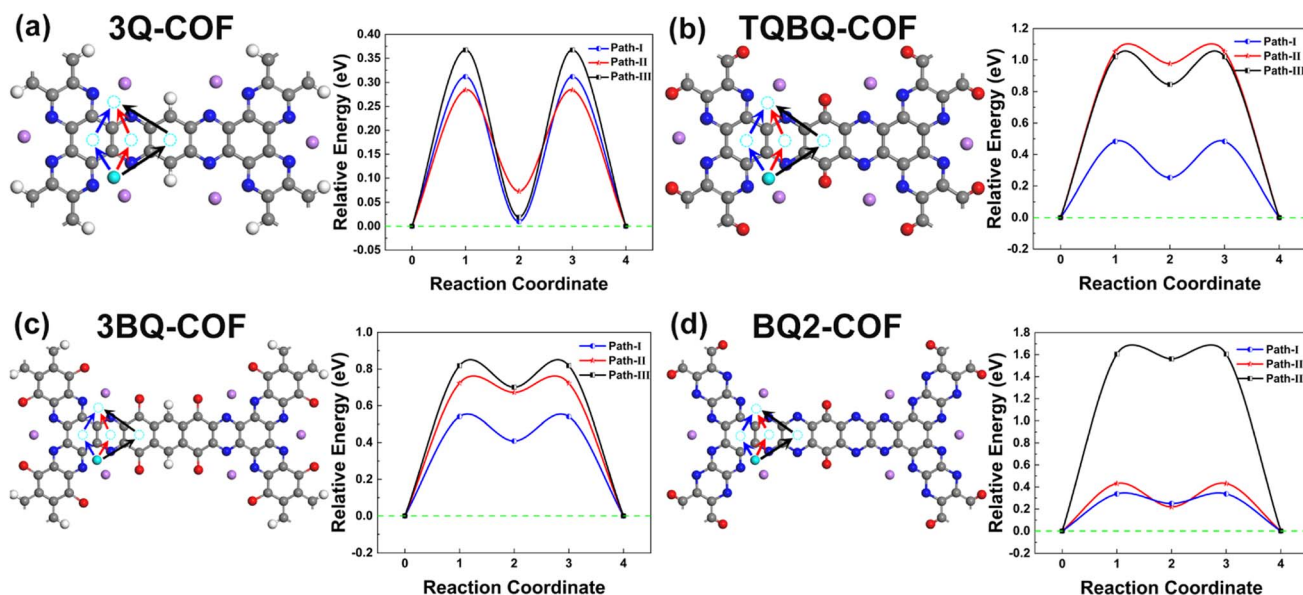 (a) 3Q-COF
Relative Energy (eV)
0.40
0.35
0.30
0.25
0.20
0.15
0.10
0.05
0.00
-0.05
Path-I
Path-II
Path-III
0 1 2 3 4
Reaction Coordinate
(b) TQBQ-COF
Relative Energy (eV)
1.2
1.0
0.8
0.6
0.4
0.2
0.0
-0.2
Path-I
Path-II
Path-III
0 1 2 3 4
Reaction Coordinate
(c) 3BQ-COF
Relative Energy (eV)
1.0
0.8
0.6
0.4
0.2
0.0
-0.2
Path-I
Path-II
Path-III
0 1 2 3 4
Reaction Coordinate
(d) BQ2-COF
Relative Energy (eV)
1.8
1.6
1.4
1.2
1.0
0.8
0.6
0.4
0.2
0.0
-0.2
Path-I
Path-II
Path-II
0 1 2 3 4
Reaction Coordinate